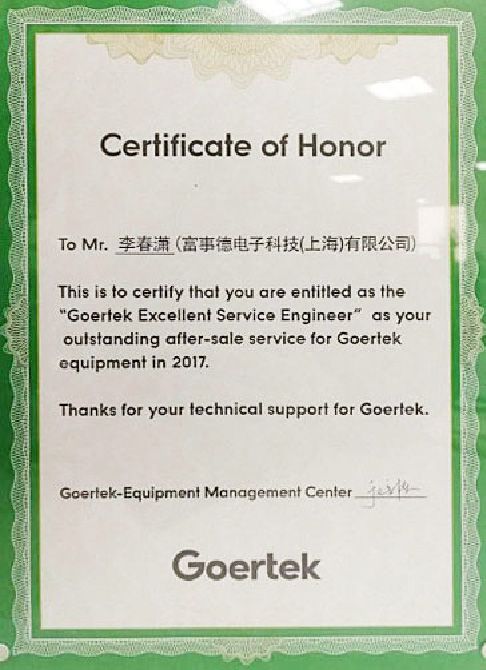 Certificate of Honor
To Mr. 李春潇 (富事德电子科技(上海)有限公司)
This is to certify that you are entitled as the
“Goertek Excellent Service Engineer” as your
outstanding after-sale service for Goertek
equipment in 2017.
Thanks for your technical support for Goertek.
Goertek-Equipment Management Center
Goertek